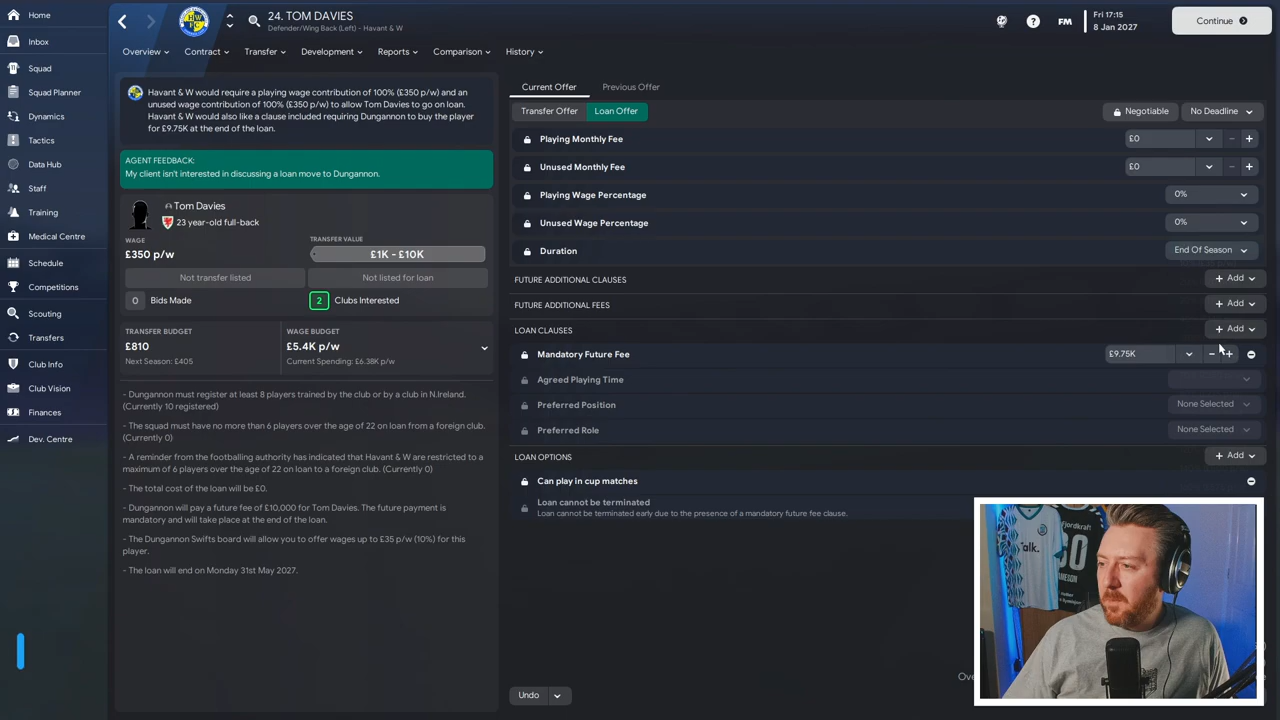 Home
Inbox
Squad
Squad Planner
Dynamics
Tactics
Data Hub
Staff
Training
Medical Centre
Schedule
Competitions
Scouting
Transfers
Club Info
Club Vision
Finances
Dev. Centre
24. TOM DAVIES
Defender/Wing Back (Left) - Havant & W
FM
Fri 17:15
8 Jan 2027
Continue
Overview
Contract
Transfer
Development
Reports
Comparison
History
Havant & W would require a playing wage contribution of 100% (£350 p/w) and an
unused wage contribution of 100% (£350 p/w) to allow Tom Davies to go on loan.
Havant & W would also like a clause included requiring Dungannon to buy the player
for £9.75K at the end of the loan.
AGENT FEEDBACK:
My client isn't interested in discussing a loan move to Dungannon.
Tom Davies
23 year-old full-back
WAGE
£350 p/w
TRANSFER VALUE
£1K - £10K
Not transfer listed
Not listed for loan
0 Bids Made
2 Clubs Interested
TRANSFER BUDGET
£810
Next Season: £405
WAGE BUDGET
£5.4K p/w
Current Spending: £6.38K p/w
- Dungannon must register at least 8 players trained by the club or by a club in N.Ireland.
(Currently 10 registered)
- The squad must have no more than 6 players over the age of 22 on loan from a foreign club.
(Currently 0)
- A reminder from the footballing authority has indicated that Havant & W are restricted to a
maximum of 6 players over the age of 22 on loan to a foreign club. (Currently 0)
- The total cost of the loan will be £0.
- Dungannon will pay a future fee of £10,000 for Tom Davies. The future payment is
mandatory and will take place at the end of the loan.
- The Dungannon Swifts board will allow you to offer wages up to £35 p/w (10%) for this
player.
- The loan will end on Monday 31st May 2027.
Current Offer
Previous Offer
Transfer Offer
Loan Offer
Negotiable
No Deadline
Playing Monthly Fee
£0
Unused Monthly Fee
£0
Playing Wage Percentage
0%
Unused Wage Percentage
0%
Duration
End Of Season
FUTURE ADDITIONAL CLAUSES
+ Add
FUTURE ADDITIONAL FEES
+ Add
LOAN CLAUSES
+ Add
Mandatory Future Fee
£9.75K
Agreed Playing Time
Preferred Position
None Selected
Preferred Role
None Selected
LOAN OPTIONS
+ Add
Can play in cup matches
Loan cannot be terminated
Loan cannot be terminated early due to the presence of a mandatory future fee clause.
Undo
Talk.
fjordkraft